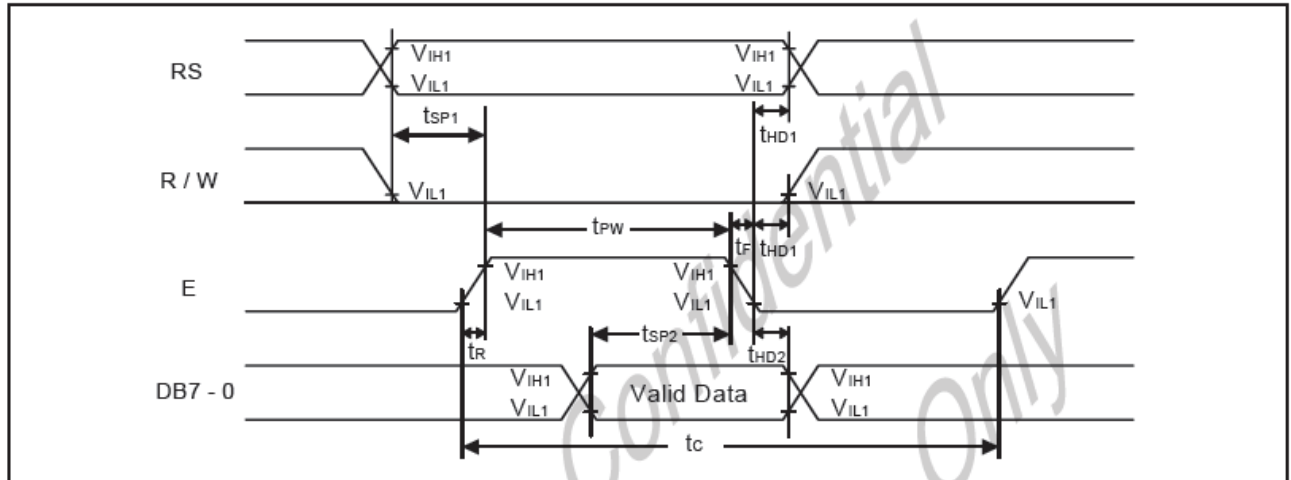 RS
VIH1
VIH1
VIL1
VIL1
tSP1
tHD1
R / W
VIL1
VIL1
tPW
tF
tHD1
E
VIH1
VIH1
VIL1
VIL1
VIL1
tR
tSP2
tHD2
DB7 - 0
VIH1
Valid Data
VIH1
VIL1
VIL1
tC
Confidential
Only